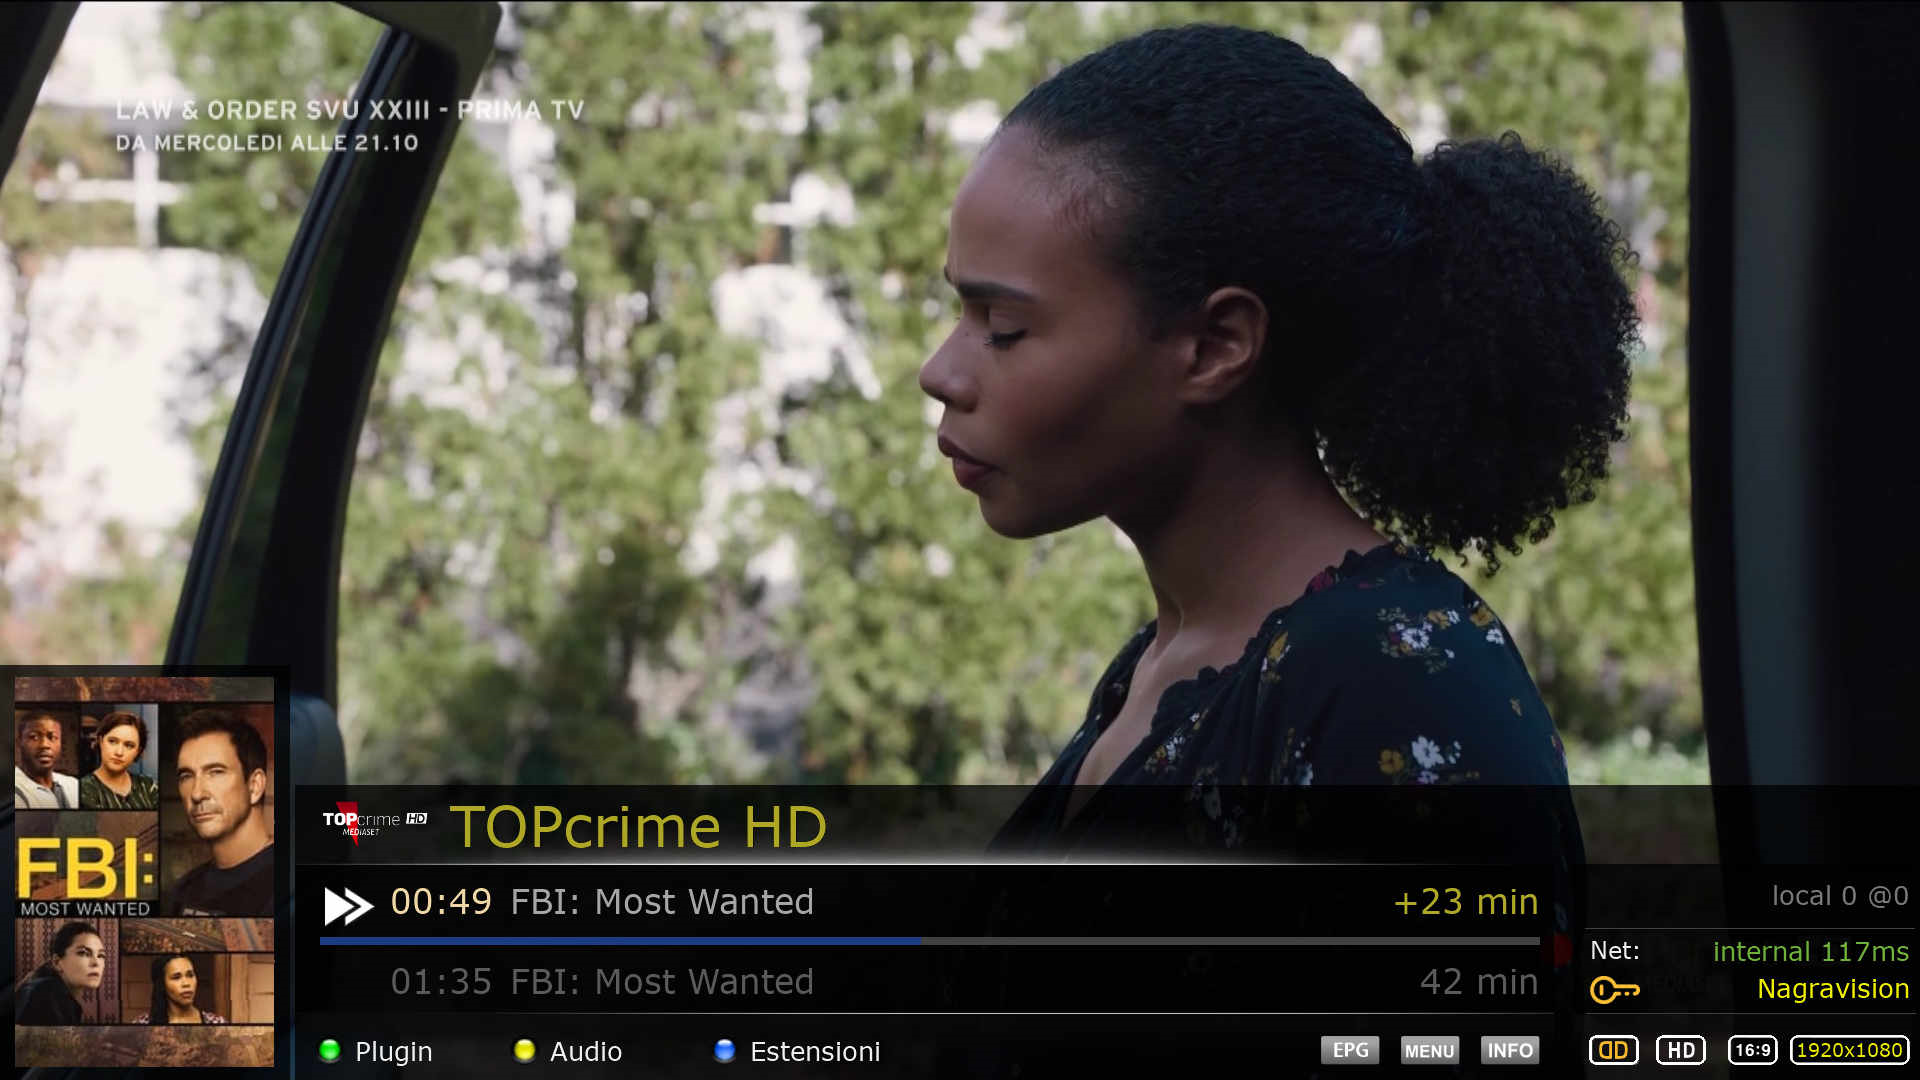 LAW & ORDER SVU XXIII - PRIMA TV
DA MERCOLEDI ALLE 21.10
FBI:
MOST WANTED
TOPcrime HD
MEDIASET
TOPcrime HD
00:49 FBI: Most Wanted +23 min
01:35 FBI: Most Wanted 42 min
local 0 @0
Net: internal 117ms
Nagravision
Plugin Audio Estensioni EPG MENU INFO HD 16:9 1920x1080